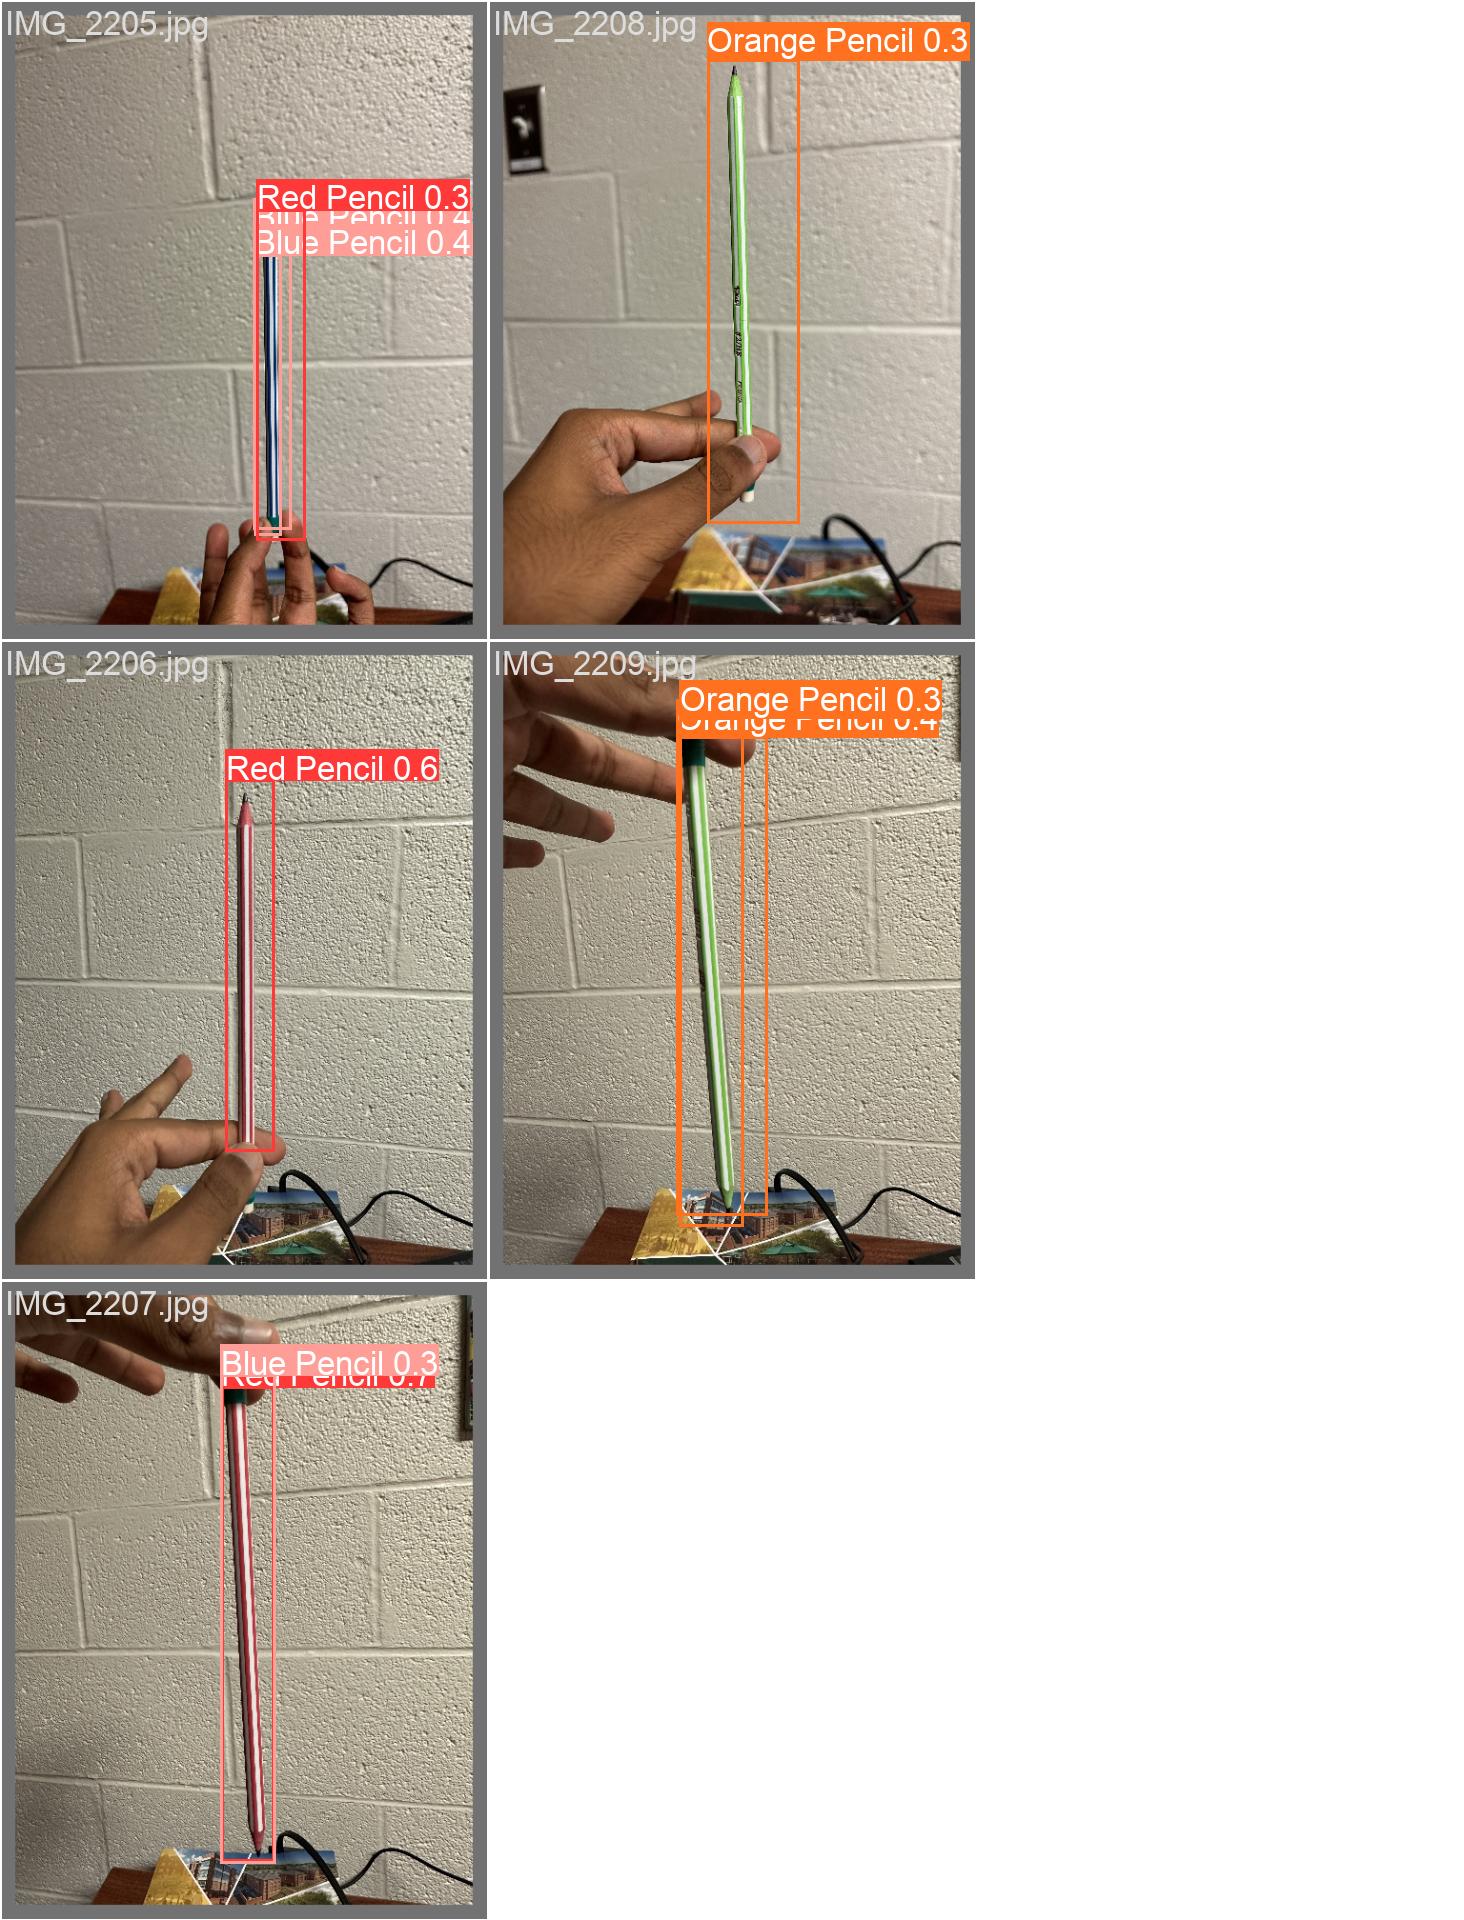 IMG_2205.jpg
Red Pencil 0.3
Blue Pencil 0.4
Blue Pencil 0.4
IMG_2208.jpg
Orange Pencil 0.3
IMG_2206.jpg
Red Pencil 0.6
IMG_2209.jpg
Orange Pencil 0.3
Orange Pencil 0.4
IMG_2207.jpg
Blue Pencil 0.3
Red Pencil 0.7